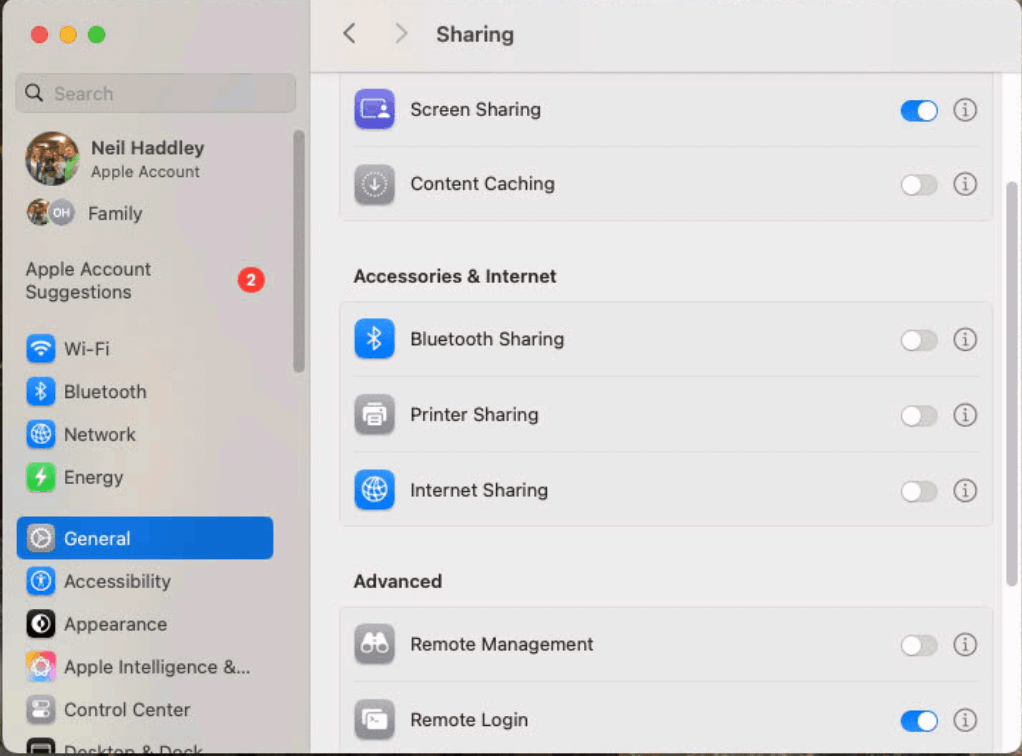 Sharing
Search
Neil Haddley
Apple Account
OH
Family
Apple Account
Suggestions
2
Wi-Fi
Bluetooth
Network
Energy
General
Accessibility
Appearance
Apple Intelligence &...
Control Center
Desktop & Dock
Screen Sharing
Content Caching
Accessories & Internet
Bluetooth Sharing
Printer Sharing
Internet Sharing
Advanced
Remote Management
Remote Login